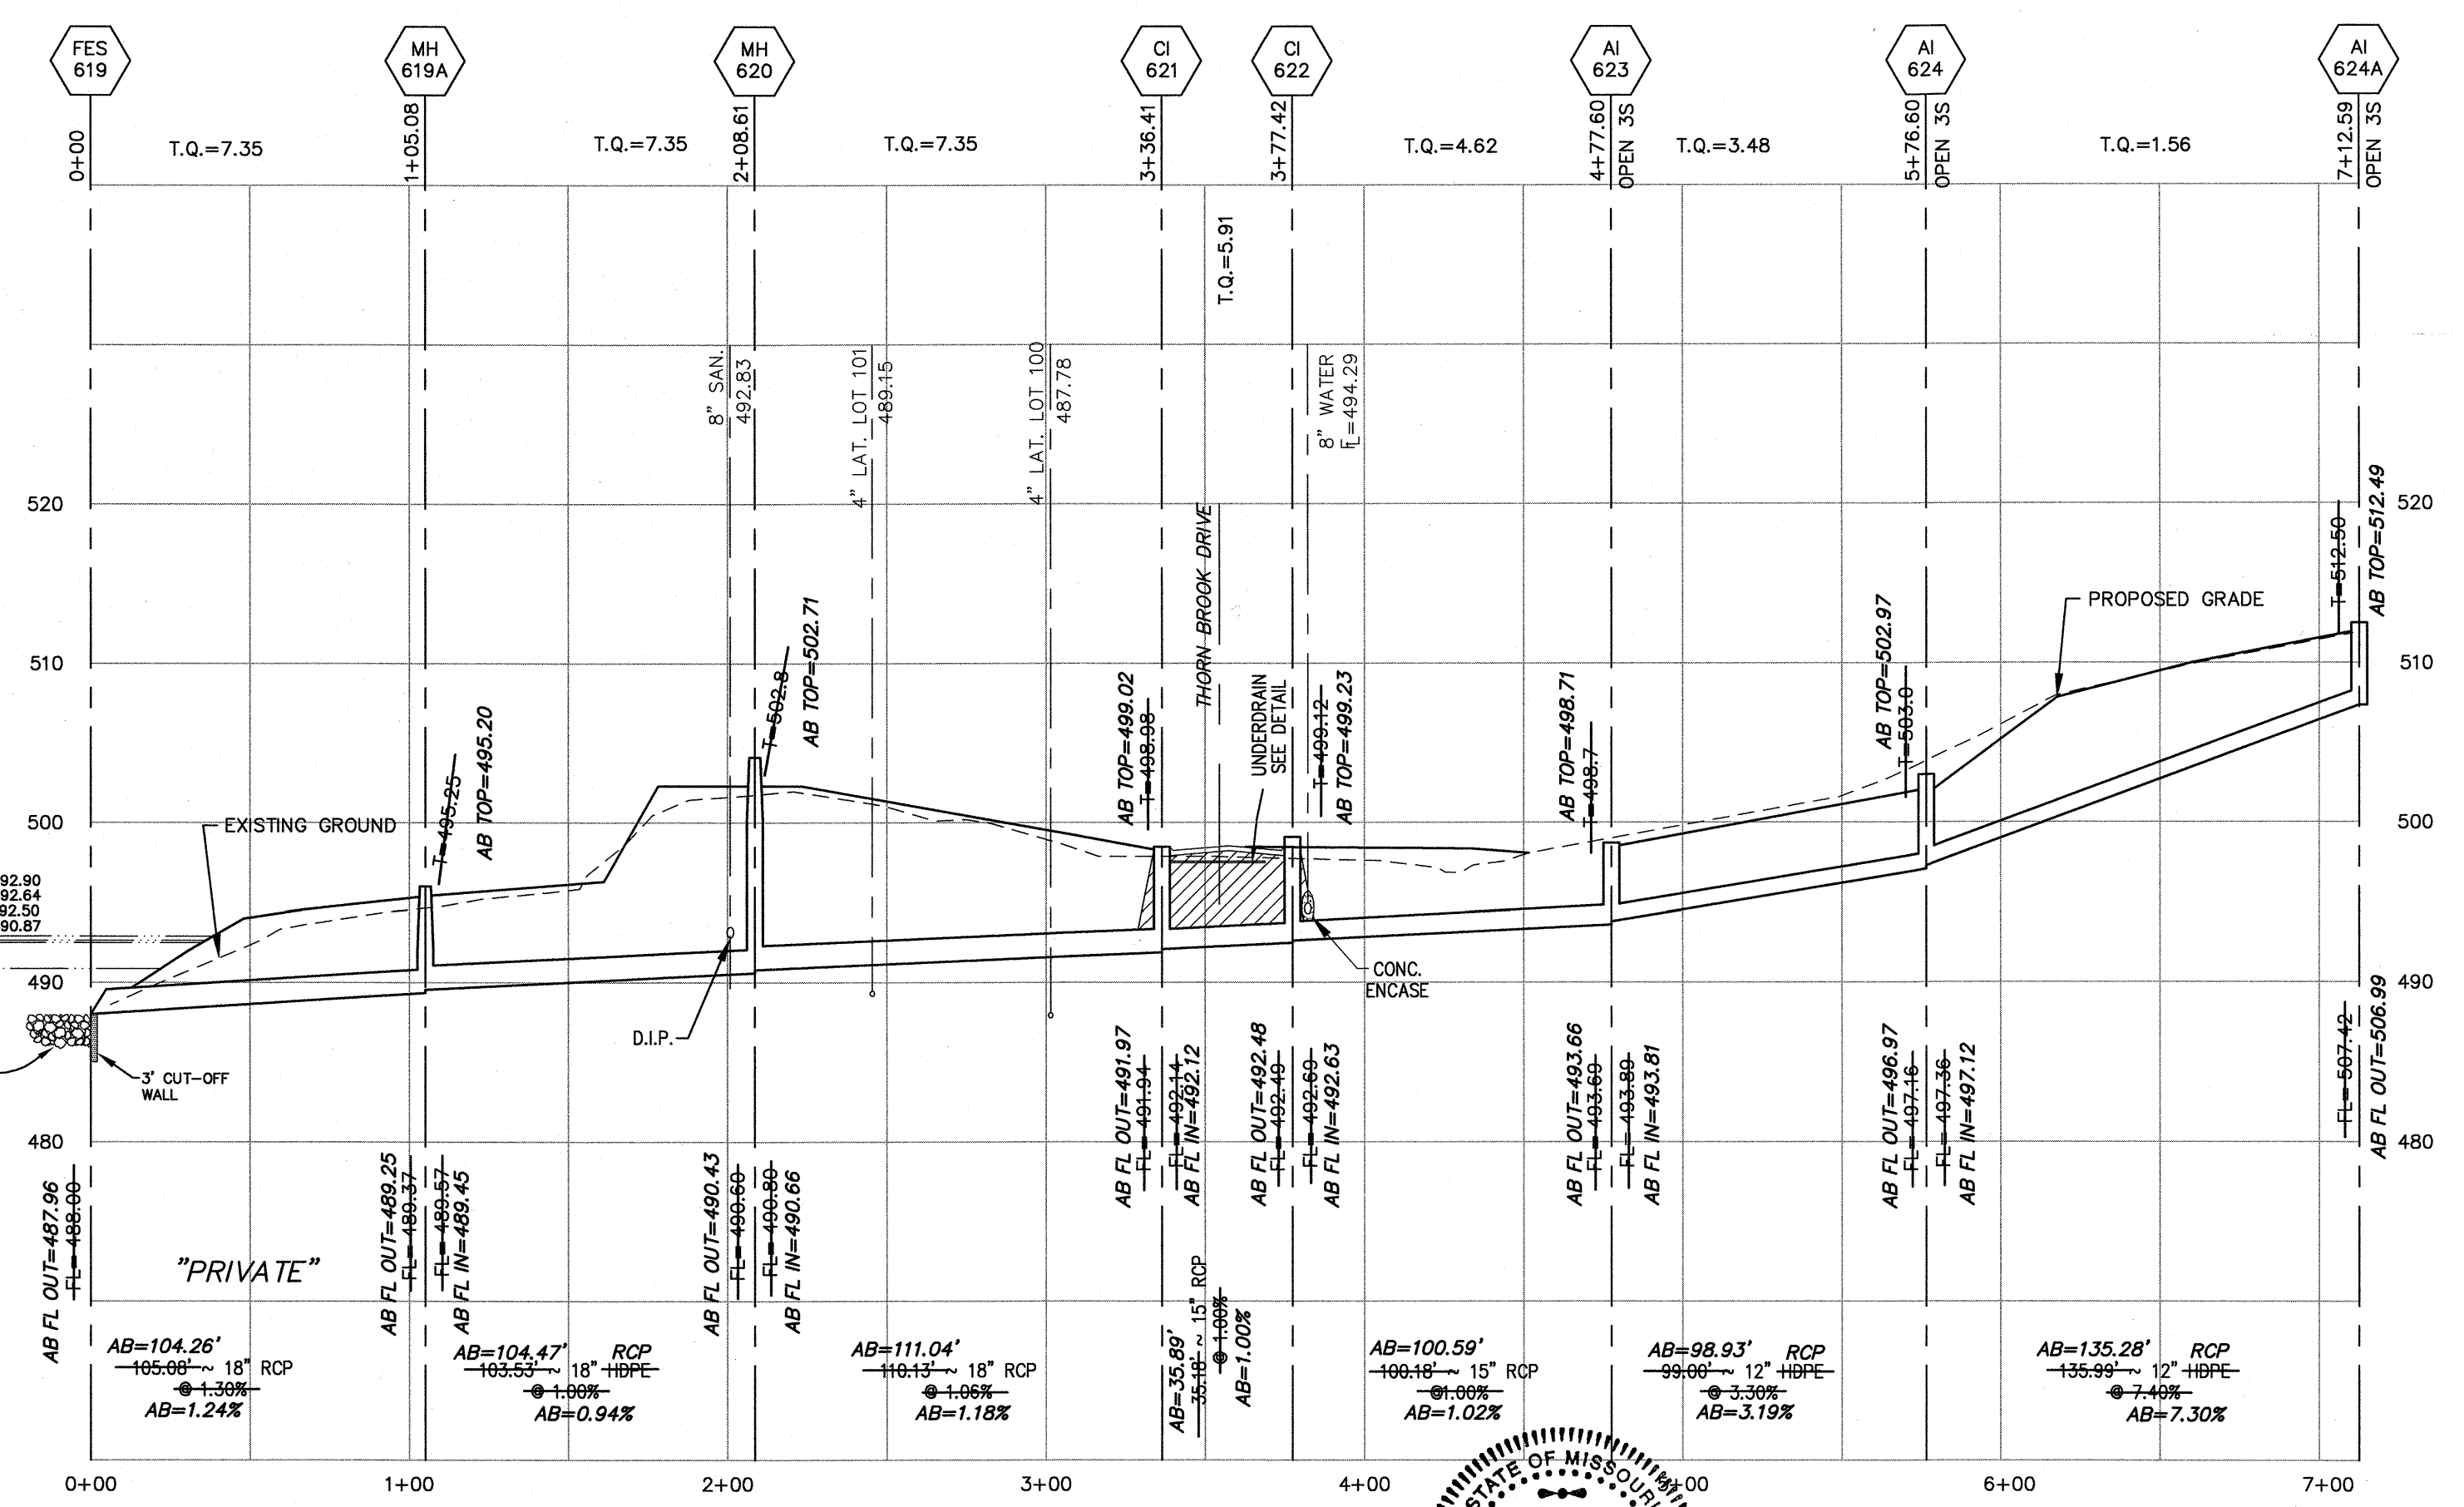 FES
619
MH
619A
MH
620
CI
621
CI
622
AI
623
AI
624
AI
624A
0+00
1+05.08
2+08.61
3+36.41
3+77.42
4+77.60
OPEN 3S
5+76.60
OPEN 3S
7+12.59
OPEN 3S
T.Q.=7.35
T.Q.=7.35
T.Q.=7.35
T.Q.=5.91
T.Q.=4.62
T.Q.=3.48
T.Q.=1.56
8" SAN.
492.83
4" LAT. LOT 101
489.15
4" LAT. LOT 100
487.78
8" WATER
FL=494.29
THORN BROOK DRIVE
UNDERDRAIN
SEE DETAIL
520
520
510
510
500
500
490
490
480
480
T=495.25
AB TOP=495.20
T=502.8
AB TOP=502.71
AB TOP=499.02
T=498.98
T=499.12
AB TOP=499.23
AB TOP=498.71
T=498.7
AB TOP=502.97
T=503.0
T=512.50
AB TOP=512.49
PROPOSED GRADE
EXISTING GROUND
92.90
92.64
92.50
90.87
D.I.P.
CONC.
ENCASE
3' CUT-OFF
WALL
AB FL OUT=487.96
FL=488.00
AB FL OUT=489.25
FL=489.37
FL=489.57
AB FL IN=489.45
AB FL OUT=490.43
FL=490.60
FL=490.80
AB FL IN=490.66
AB FL OUT=491.97
FL=491.94
FL=492.14
AB FL IN=492.12
AB FL OUT=492.48
FL=492.49
FL=492.69
AB FL IN=492.63
AB FL OUT=493.66
FL=493.69
FL=493.89
AB FL IN=493.81
AB FL OUT=496.97
FL=497.16
FL=497.36
AB FL IN=497.12
FL=507.42
AB FL OUT=506.99
"PRIVATE"
AB=104.26'
105.08' ~ 18" RCP
@ 1.30%
AB=1.24%
AB=104.47' RCP
103.53' ~ 18" HDPE
@ 1.00%
AB=0.94%
AB=111.04'
110.13' ~ 18" RCP
@ 1.06%
AB=1.18%
AB=35.89'
35.18' ~ 15" RCP
@ 1.00%
AB=1.00%
AB=100.59'
100.18' ~ 15" RCP
@1.00%
AB=1.02%
AB=98.93' RCP
99.00' ~ 12" HDPE
@ 3.30%
AB=3.19%
AB=135.28' RCP
135.99' ~ 12" HDPE
@ 7.40%
AB=7.30%
STATE OF MISSOURI
0+00
1+00
2+00
3+00
4+00
+00
6+00
7+00